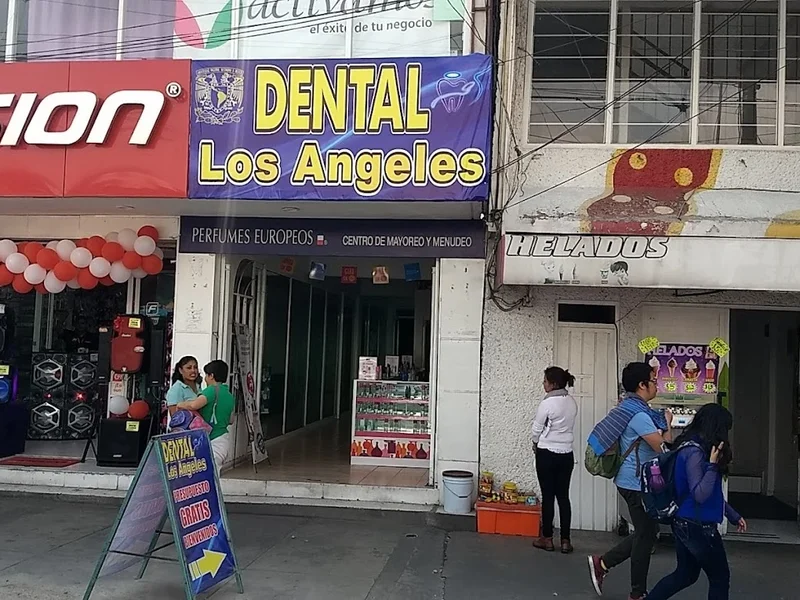 activamos
el éxito de tu negocio
SION®
DENTAL
Los Angeles
PERFUMES EUROPEOS
CENTRO DE MAYOREO Y MENUDEO
HELADOS
HELADOS
DENTAL
Los Angeles
PRESUPUESTO
GRATIS
BIENVENIDOS